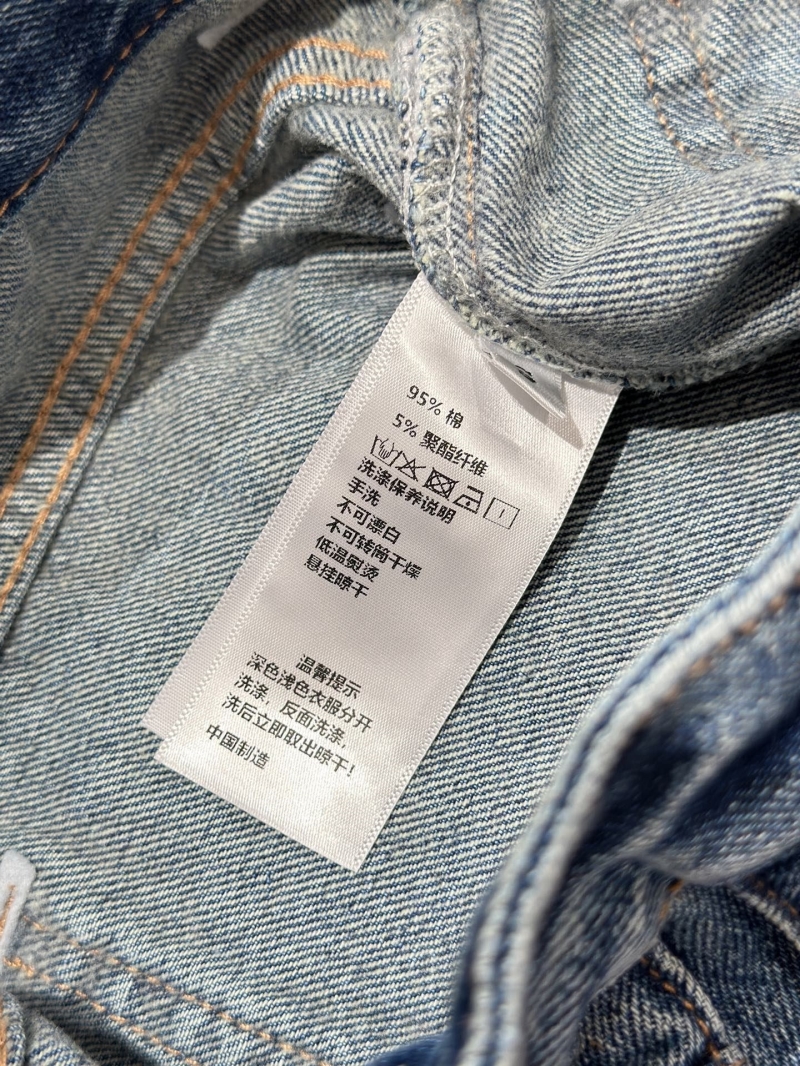 95% 棉
5% 聚酯纤维
洗涤保养说明
手洗
不可漂白
不可转筒干燥
低温熨烫
悬挂晾干
温馨提示
深色浅色衣服分开
洗涤，反面洗涤，
洗后立即取出晾干！
中国制造